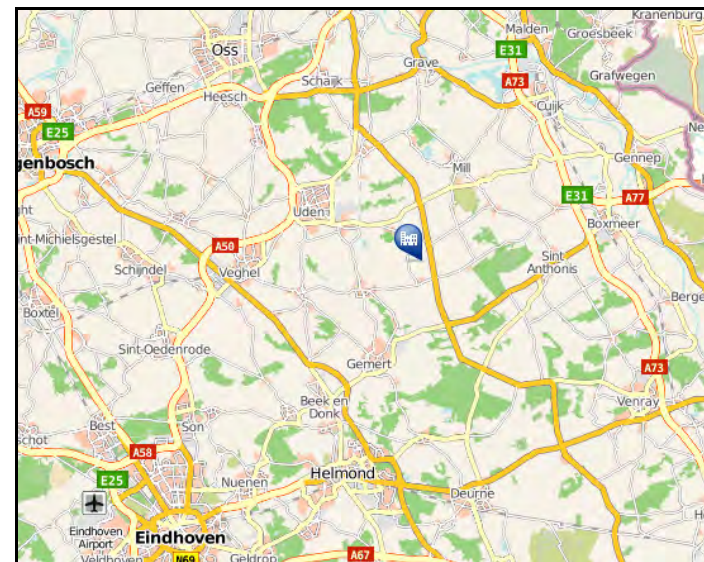 Kranenburg
Malden
Groesbeek
Oss
E31
Schaijk
Grave
Grafwegen
A73
Geffen
Heesch
Cuijk
A59
E25
genbosch
Gennep
Mill
E31
A77
Uden
Boxmeer
nt-Michielsgestel
A50
Schindel
Veghel
Sint
Anthonis
Berge
Boxtel
Sint-Oedenrode
Gemert
A73
Beek en
Donk
Venray
Best
Son
schot
A58
Helmond
E25
Nuenen
Deurne
Eindhoven
Airport
Eindhoven
Veldhoven
N69
Geldrop
A67